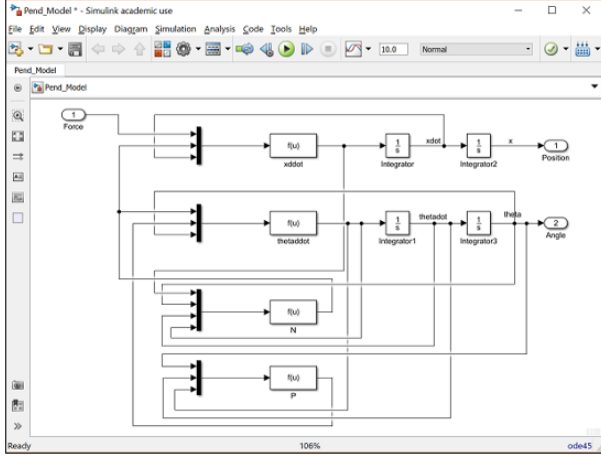 Pend_Model * - Simulink academic use
File Edit View Display Diagram Simulation Analysis Code Tools Help
10.0 Normal
Pend_Model
Pend_Model
1
Force
f(u)
xddot
1
s
Integrator
xdot
1
s
Integrator2
x
1
Position
f(u)
thetaddot
1
s
Integrator1
thetadot
1
s
Integrator3
theta
2
Angle
f(u)
N
f(u)
P
Ready 106% ode45